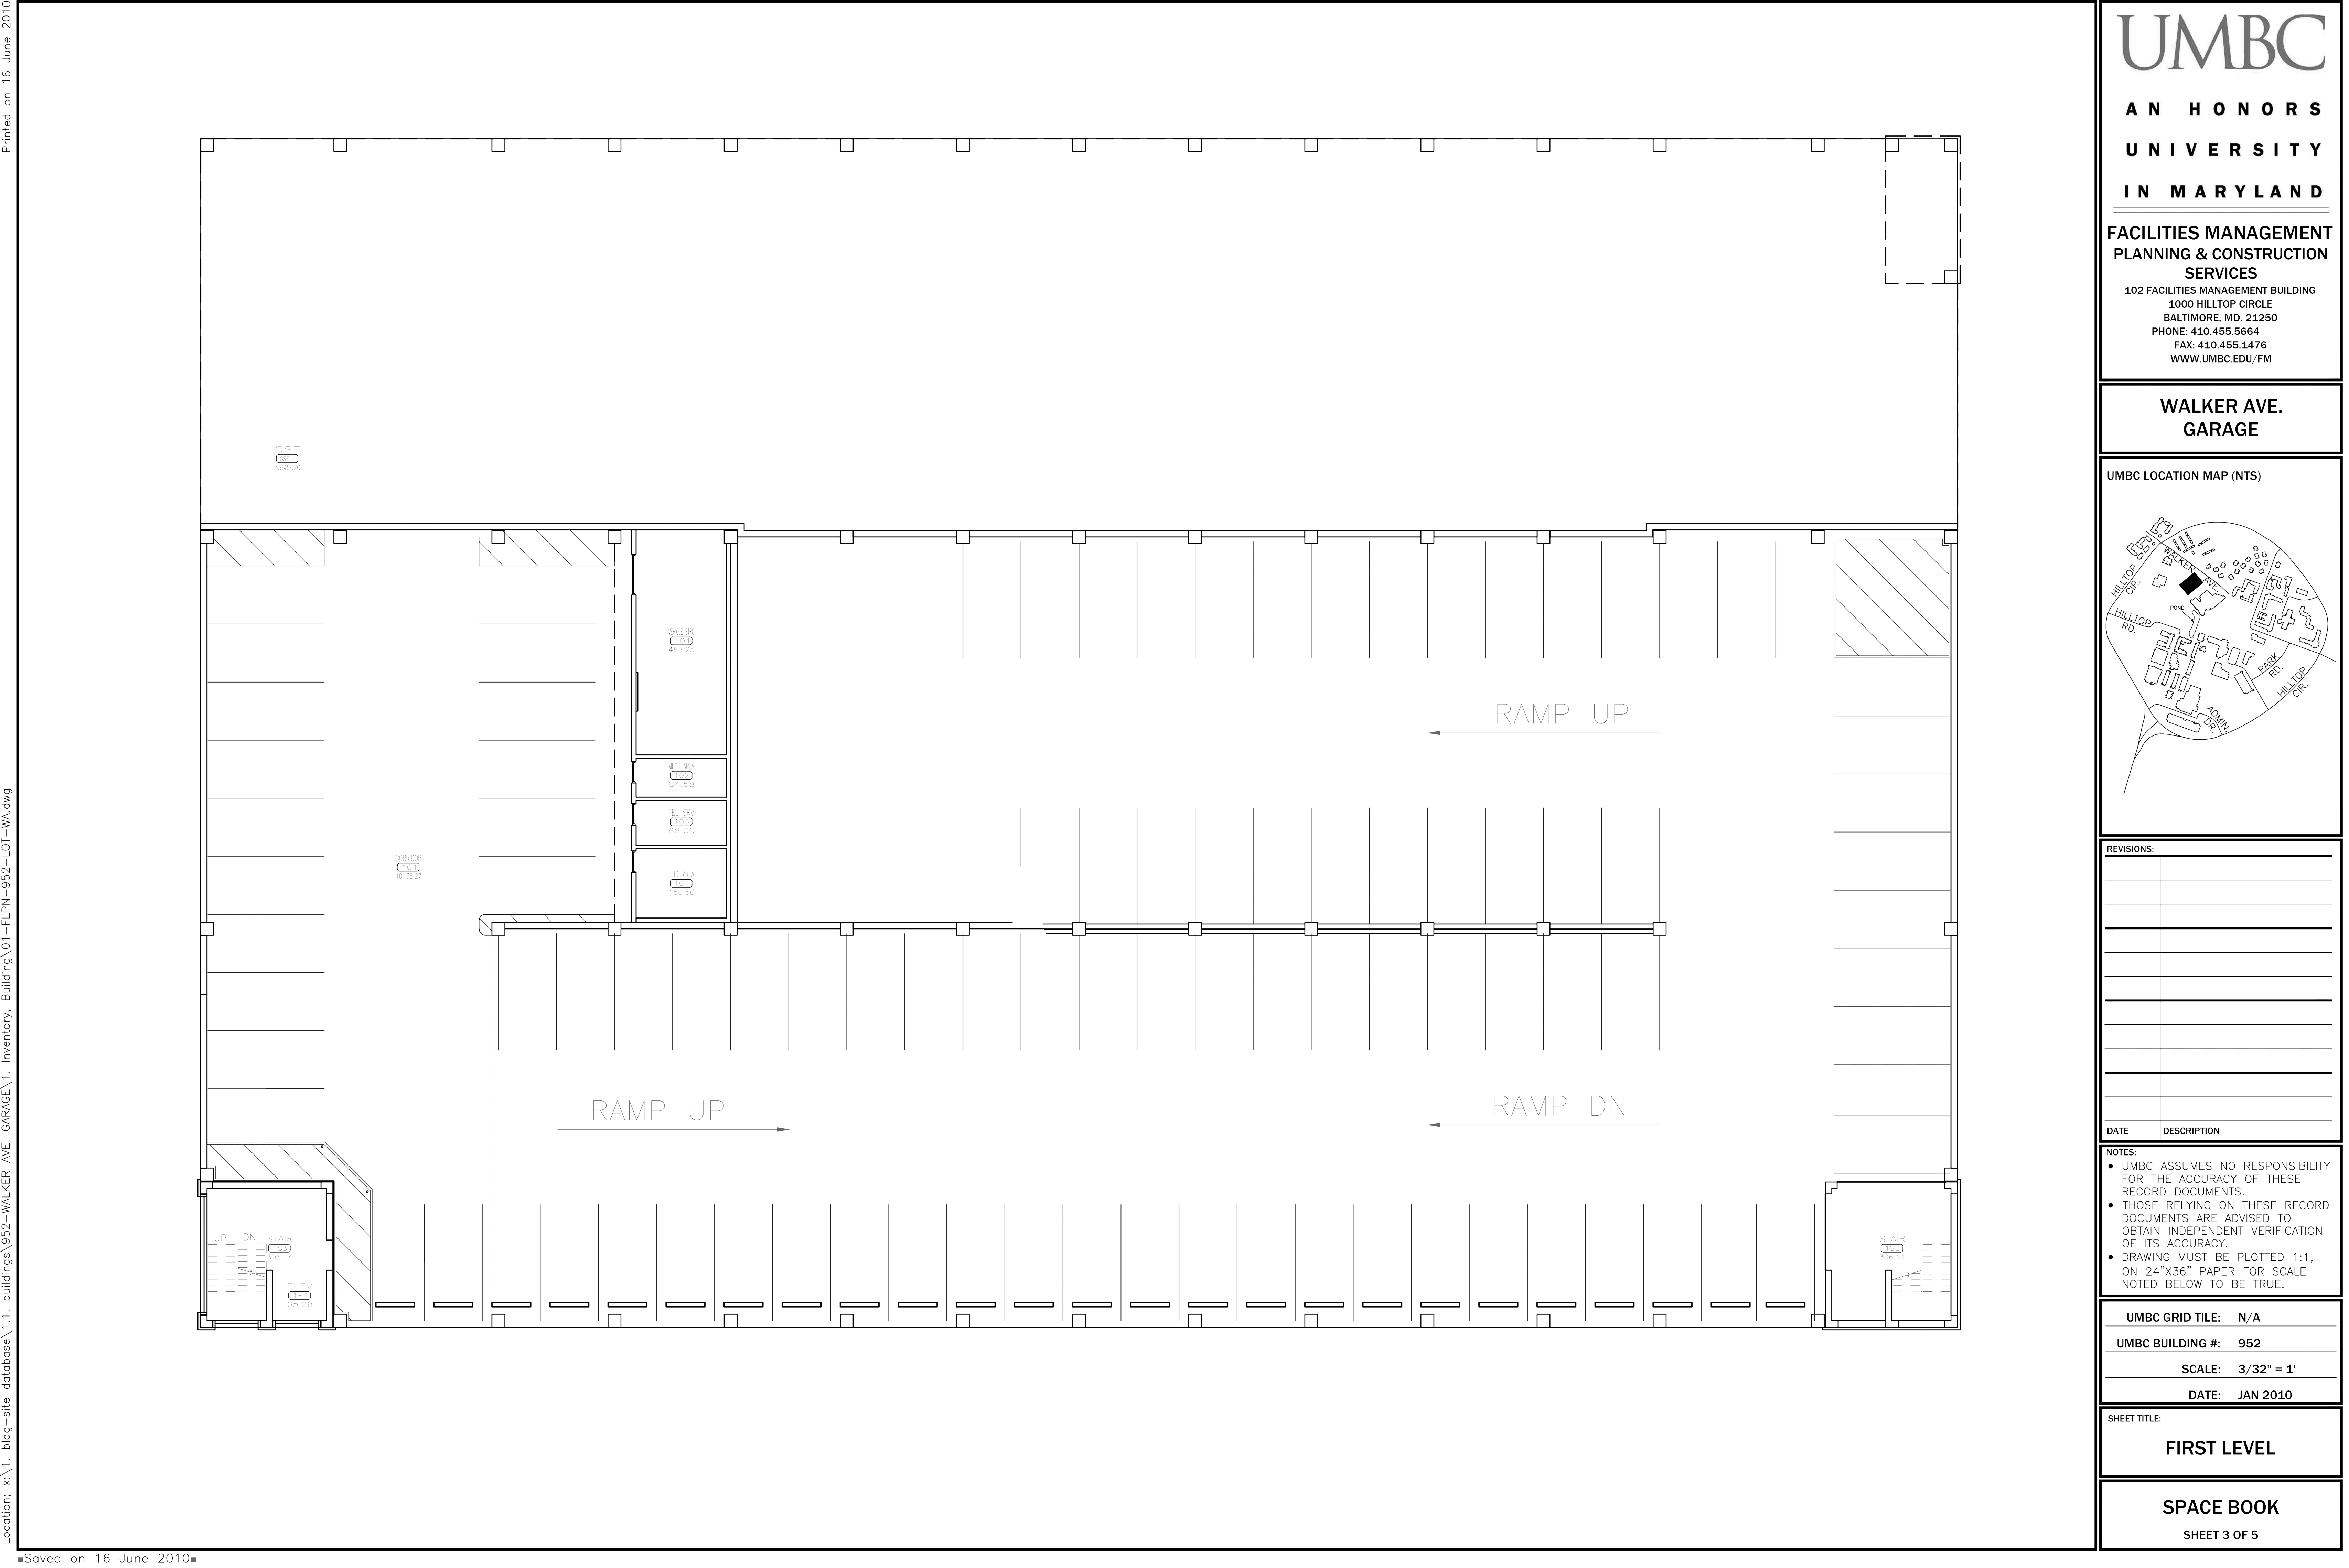 Printed on 16 June 2010
Location; x:\1. bldg-site database\1.1. buildings\952-WALKER AVE. GARAGE\1. Inventory, Building\01-FLPN-952-LOT-WA.dwg
■Saved on 16 June 2010■
GSF
33682.70
VEHICLE STRG
101
488.25
MECH AREA
102
84.58
TEL SRV
103
98.00
ELEC AREA
104
150.50
CORRIDOR
1C1
10438.27
RAMP UP
RAMP UP
RAMP DN
UP DN
STAIR
1S3
306.14
ELEV
1E1
65.28
STAIR
1S2
306.14
UMBC
AN HONORS
UNIVERSITY
IN MARYLAND
FACILITIES MANAGEMENT
PLANNING & CONSTRUCTION
SERVICES
102 FACILITIES MANAGEMENT BUILDING
1000 HILLTOP CIRCLE
BALTIMORE, MD. 21250
PHONE: 410.455.5664
FAX: 410.455.1476
WWW.UMBC.EDU/FM
WALKER AVE.
GARAGE
UMBC LOCATION MAP (NTS)
WALKER AVE.
HILLTOP
CIR.
POND
HILLTOP
RD.
PARK
RD.
HILLTOP
CIR.
ADMIN
DR.
REVISIONS:
DATE DESCRIPTION
NOTES:
● UMBC ASSUMES NO RESPONSIBILITY
FOR THE ACCURACY OF THESE
RECORD DOCUMENTS.
● THOSE RELYING ON THESE RECORD
DOCUMENTS ARE ADVISED TO
OBTAIN INDEPENDENT VERIFICATION
OF ITS ACCURACY.
● DRAWING MUST BE PLOTTED 1:1,
ON 24"X36" PAPER FOR SCALE
NOTED BELOW TO BE TRUE.
UMBC GRID TILE: N/A
UMBC BUILDING #: 952
SCALE: 3/32" = 1'
DATE: JAN 2010
SHEET TITLE:
FIRST LEVEL
SPACE BOOK
SHEET 3 OF 5